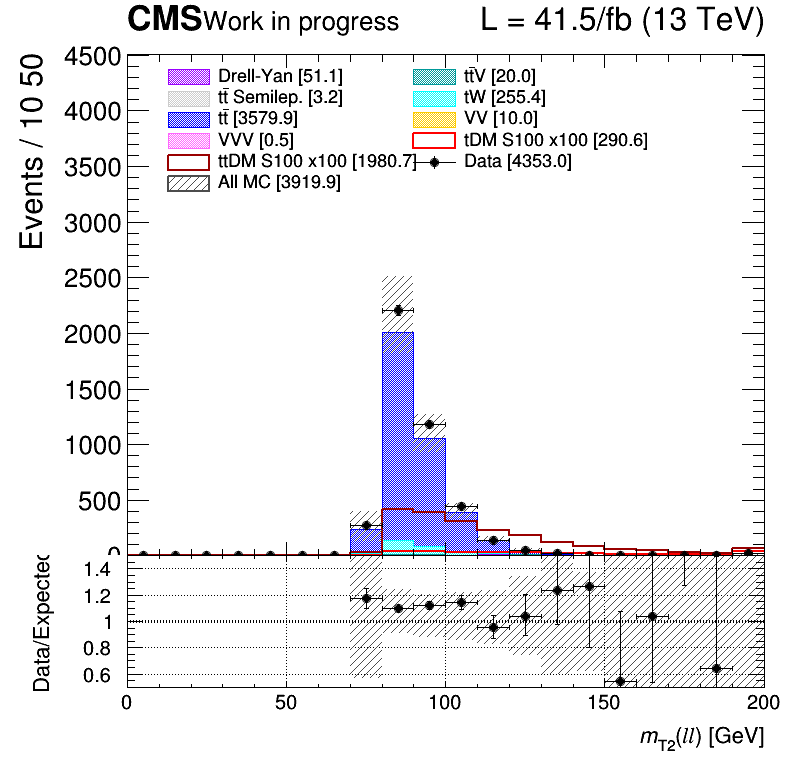 CMS Work in progress L = 41.5/fb (13 TeV)
Events / 10 50
4500
4000
3500
3000
2500
2000
1500
1000
500
0
Drell-Yan [51.1] tt̄V [20.0]
tt̄ Semilep. [3.2] tW [255.4]
tt̄ [3579.9] VV [10.0]
VVV [0.5] tDM S100 x100 [290.6]
ttDM S100 x100 [1980.7] Data [4353.0]
All MC [3919.9]
Data/Expected
1.4
1.2
1
0.8
0.6
0 50 100 150 200
m_T2(ll) [GeV]